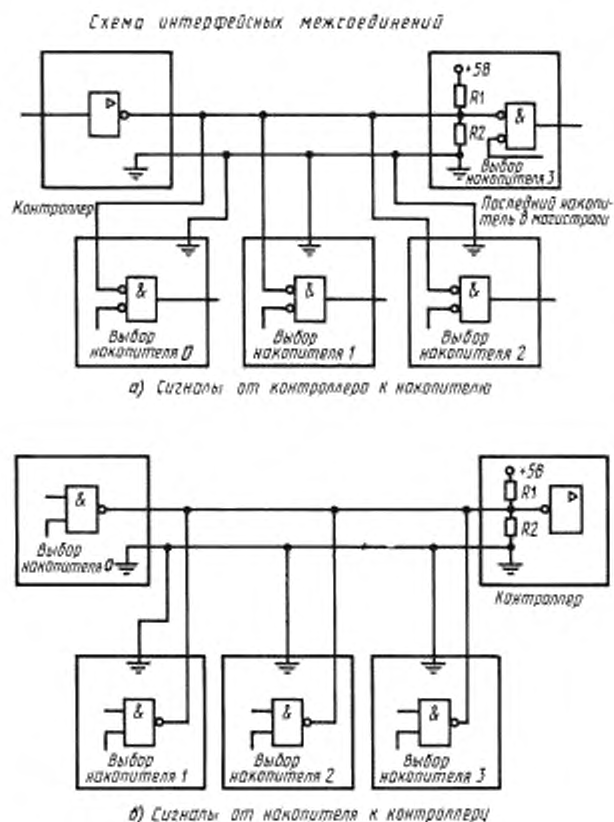 Схема интерфейсных межсоединений
+5В
R1
&
R2
Выбор
накопителя 3
Контроллер
Последний накопи-
тель в магистрали
&
Выбор
накопителя 0
&
Выбор
накопителя 1
&
Выбор
накопителя 2
а) Сигналы от контроллера к накопителю
&
Выбор
накопителя 0
+5В
R1
R2
Контроллер
&
Выбор
накопителя 1
&
Выбор
накопителя 2
&
Выбор
накопителя 3
б) Сигналы от накопителя к контроллеру